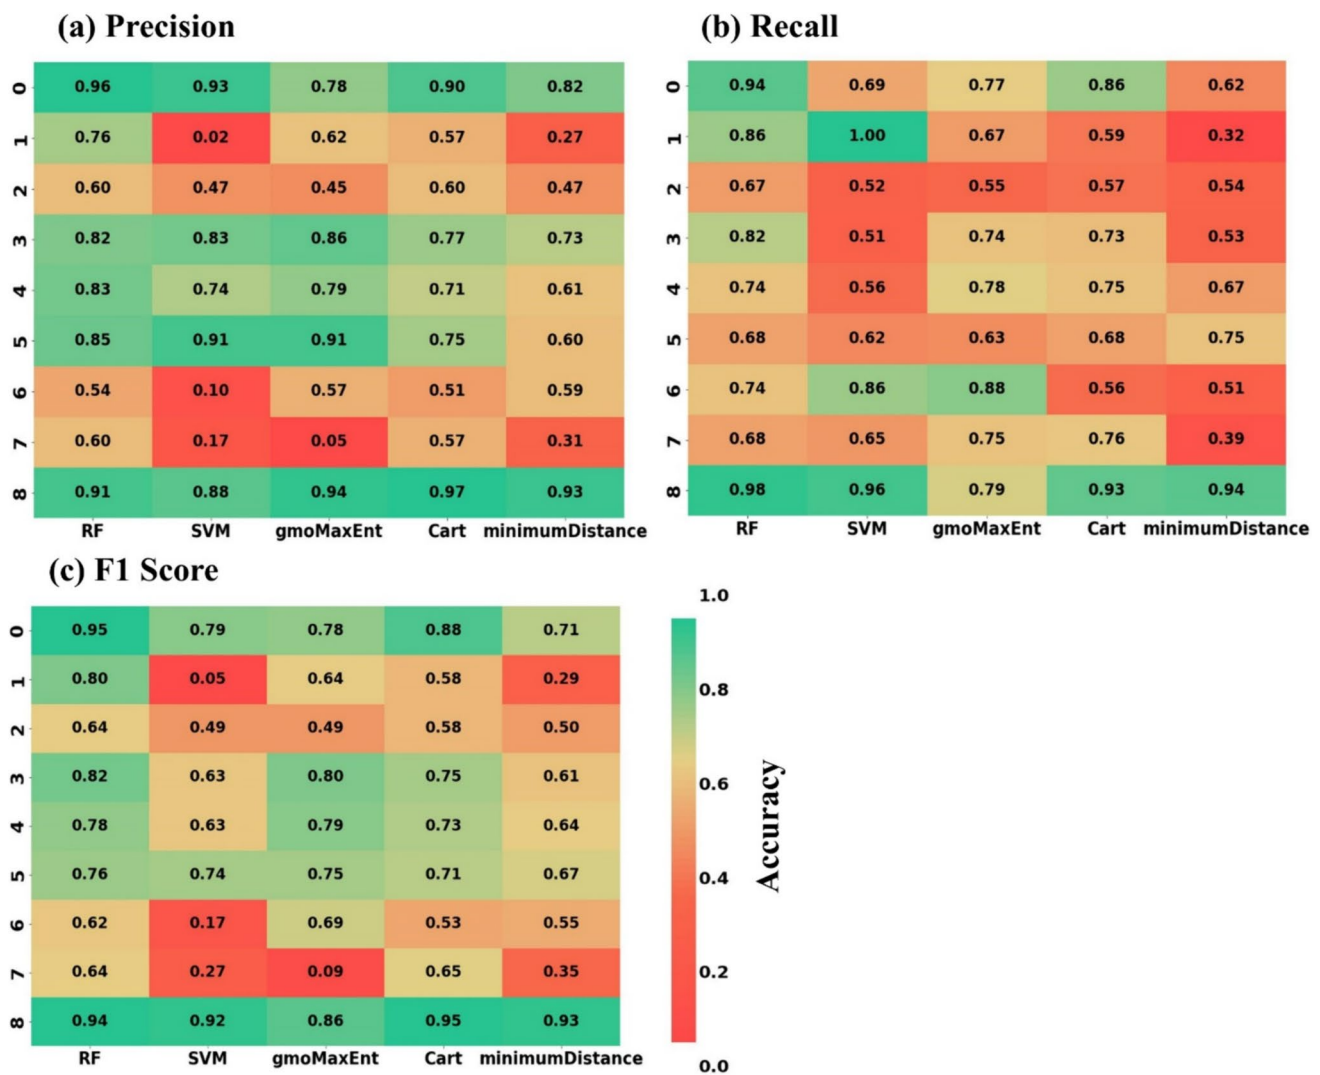 (a) Precision
0 0.96 0.93 0.78 0.90 0.82
1 0.76 0.02 0.62 0.57 0.27
2 0.60 0.47 0.45 0.60 0.47
3 0.82 0.83 0.86 0.77 0.73
4 0.83 0.74 0.79 0.71 0.61
5 0.85 0.91 0.91 0.75 0.60
6 0.54 0.10 0.57 0.51 0.59
7 0.60 0.17 0.05 0.57 0.31
8 0.91 0.88 0.94 0.97 0.93
RF SVM gmoMaxEnt Cart minimumDistance
(b) Recall
0 0.94 0.69 0.77 0.86 0.62
1 0.86 1.00 0.67 0.59 0.32
2 0.67 0.52 0.55 0.57 0.54
3 0.82 0.51 0.74 0.73 0.53
4 0.74 0.56 0.78 0.75 0.67
5 0.68 0.62 0.63 0.68 0.75
6 0.74 0.86 0.88 0.56 0.51
7 0.68 0.65 0.75 0.76 0.39
8 0.98 0.96 0.79 0.93 0.94
RF SVM gmoMaxEnt Cart minimumDistance
(c) F1 Score
0 0.95 0.79 0.78 0.88 0.71
1 0.80 0.05 0.64 0.58 0.29
2 0.64 0.49 0.49 0.58 0.50
3 0.82 0.63 0.80 0.75 0.61
4 0.78 0.63 0.79 0.73 0.64
5 0.76 0.74 0.75 0.71 0.67
6 0.62 0.17 0.69 0.53 0.55
7 0.64 0.27 0.09 0.65 0.35
8 0.94 0.92 0.86 0.95 0.93
RF SVM gmoMaxEnt Cart minimumDistance
1.0
0.8
0.6
0.4
0.2
0.0
Accuracy